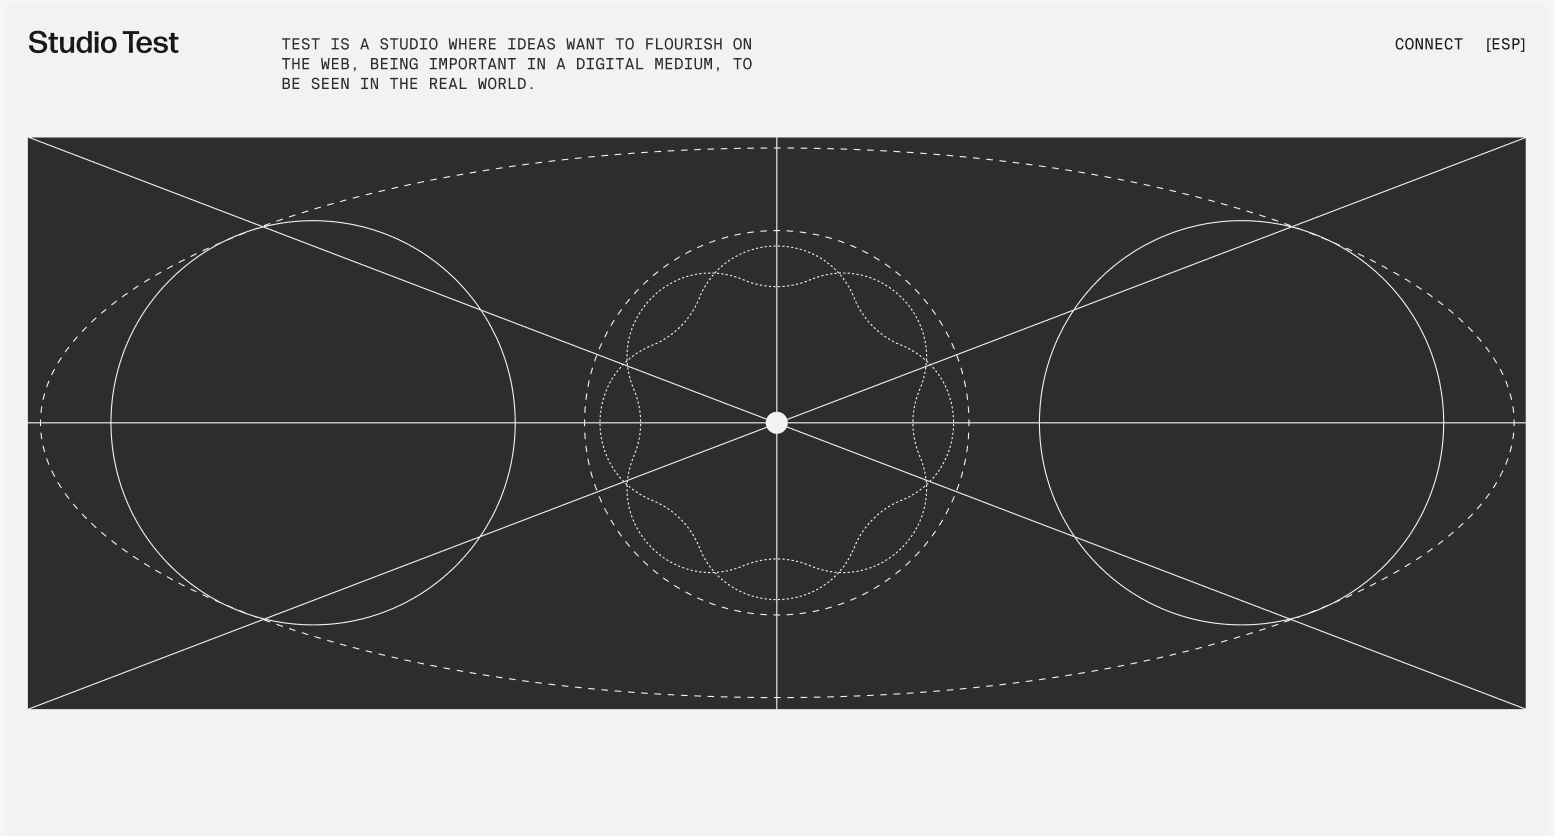 Studio Test
TEST IS A STUDIO WHERE IDEAS WANT TO FLOURISH ON
THE WEB, BEING IMPORTANT IN A DIGITAL MEDIUM, TO
BE SEEN IN THE REAL WORLD.
CONNECT [ESP]